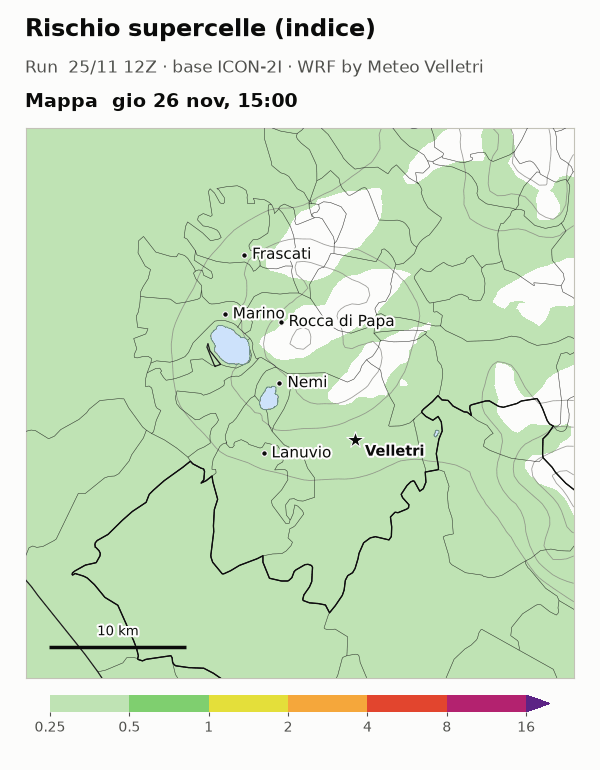 Rischio supercelle (indice)
Run  25/11 12Z · base ICON-2I · WRF by Meteo Velletri
Mappa  gio 26 nov, 15:00
Frascati
Marino
Rocca di Papa
Nemi
Velletri
Lanuvio
10 km
0.25 0.5 1 2 4 8 16